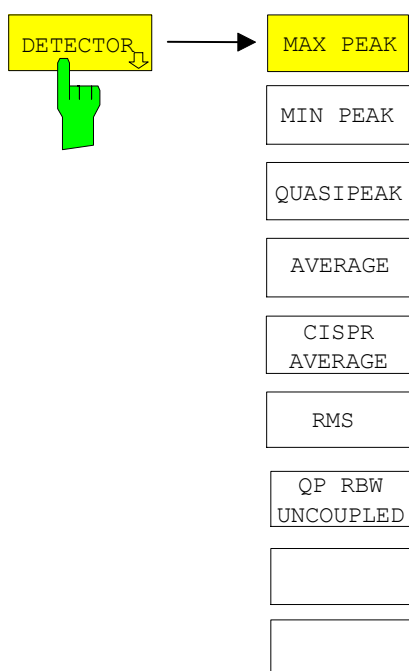 DETECTOR
MAX PEAK
MIN PEAK
QUASIPEAK
AVERAGE
CISPR
AVERAGE
RMS
QP RBW
UNCOUPLED